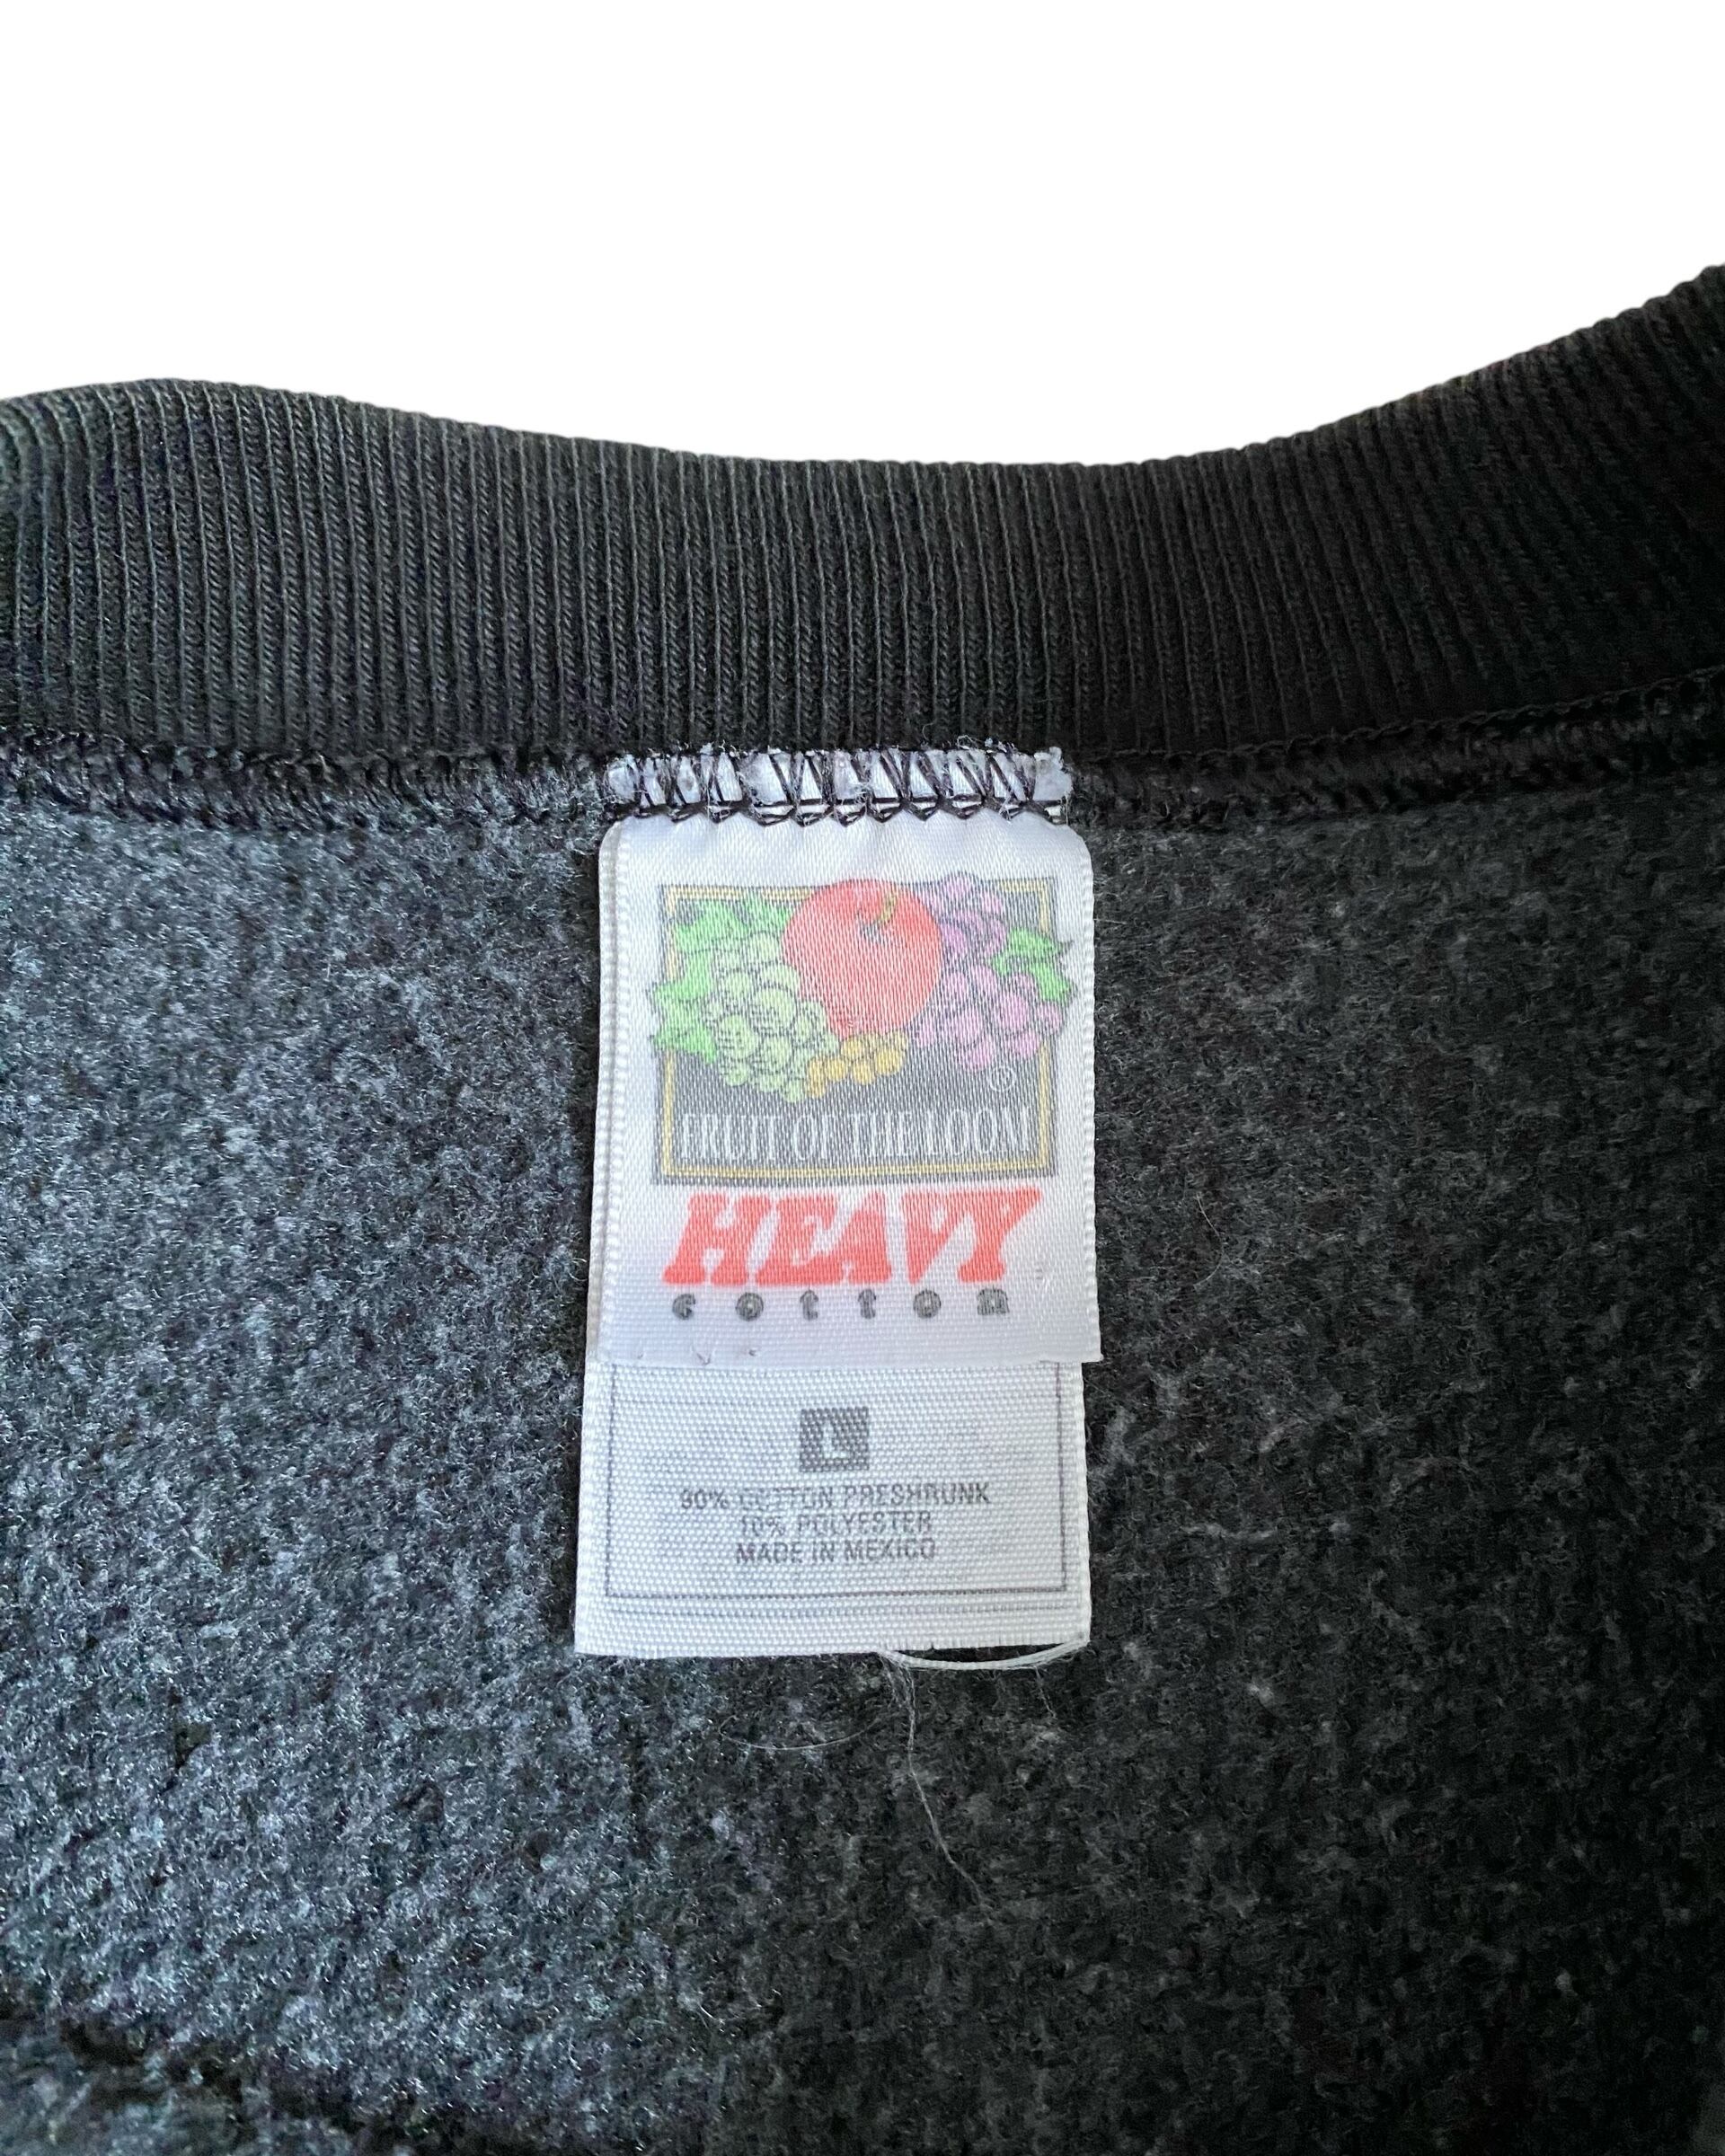 ®
FRUIT OF THE LOOM
HEAVY
cotton
L
90% COTTON PRESHRUNK
10% POLYESTER
MADE IN MEXICO